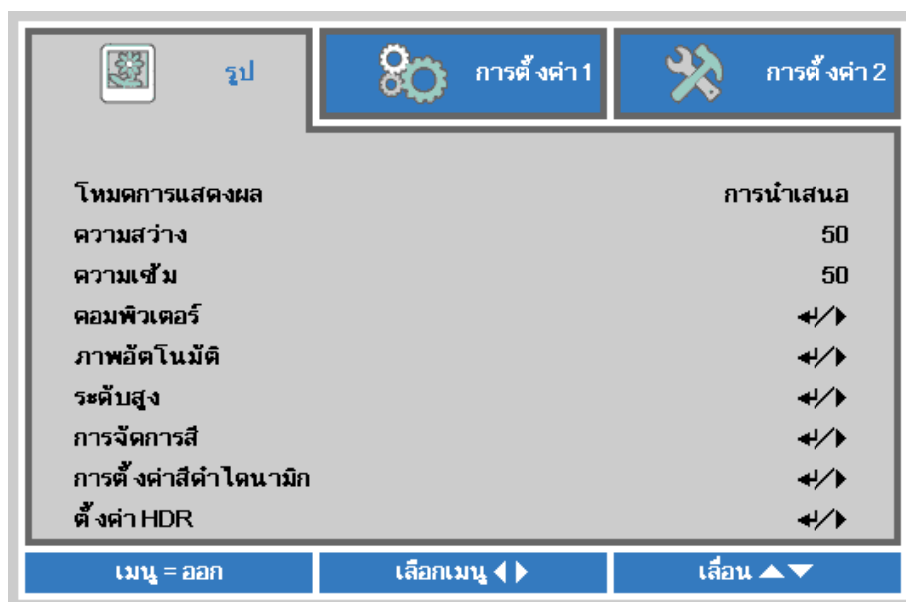 รูป
การตั้งค่า 1
การตั้งค่า 2
โหมดการแสดงผล การนำเสนอ
ความสว่าง 50
ความเข้ม 50
คอมพิวเตอร์ ↵/▶
ภาพอัตโนมัติ ↵/▶
ระดับสูง ↵/▶
การจัดการสี ↵/▶
การตั้งค่าสีดำไดนามิก ↵/▶
ตั้งค่า HDR ↵/▶
เมนู = ออก
เลือกเมนู ◀ ▶
เลื่อน ▲▼